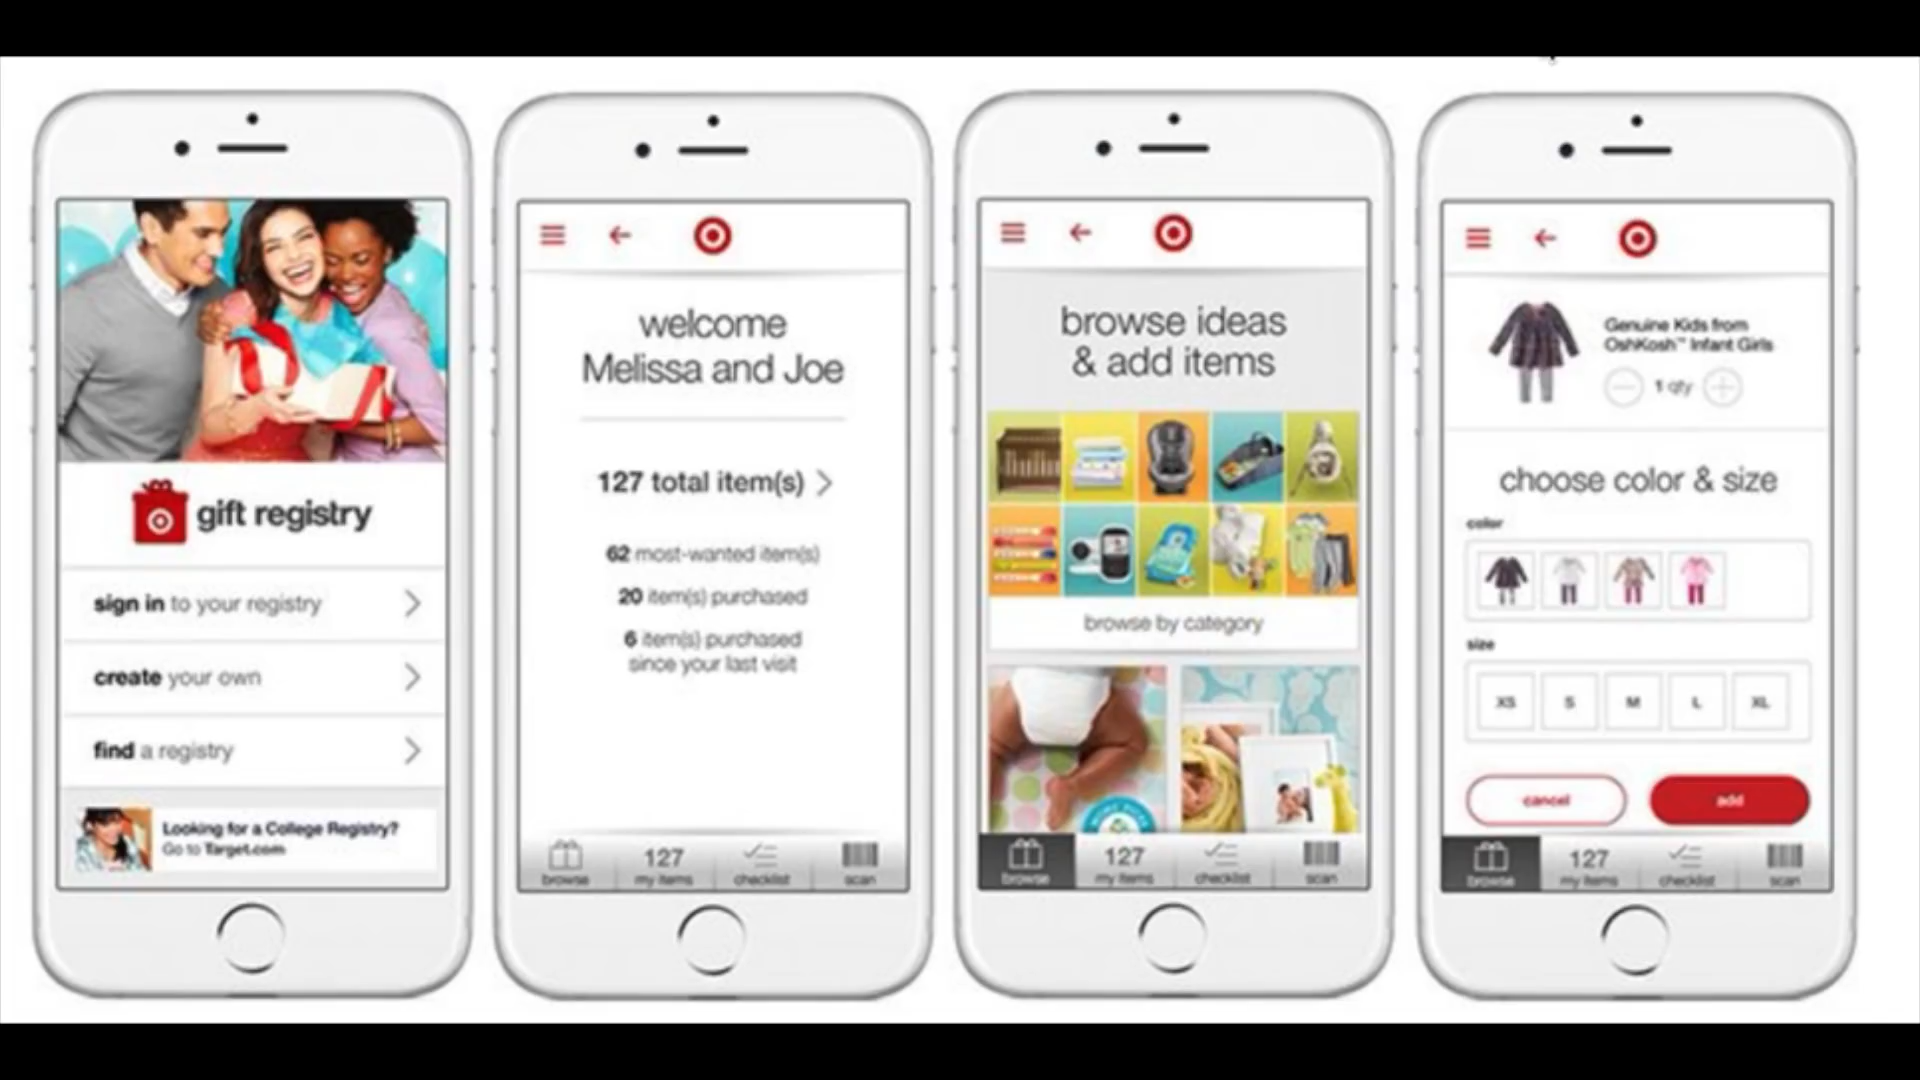 gift registry
sign in to your registry
create your own
find a registry
Looking for a College Registry?
Go to Target.com
welcome
Melissa and Joe
127 total item(s)
62 most-wanted item(s)
20 item(s) purchased
6 item(s) purchased
since your last visit
browse
127
my items
checklist
scan
browse ideas
& add items
browse by category
browse
127
my items
checklist
scan
Genuine Kids from
OshKosh™ Infant Girls
1 qty
choose color & size
color
size
XS S M L XL
cancel
add
browse
127
my items
checklist
scan